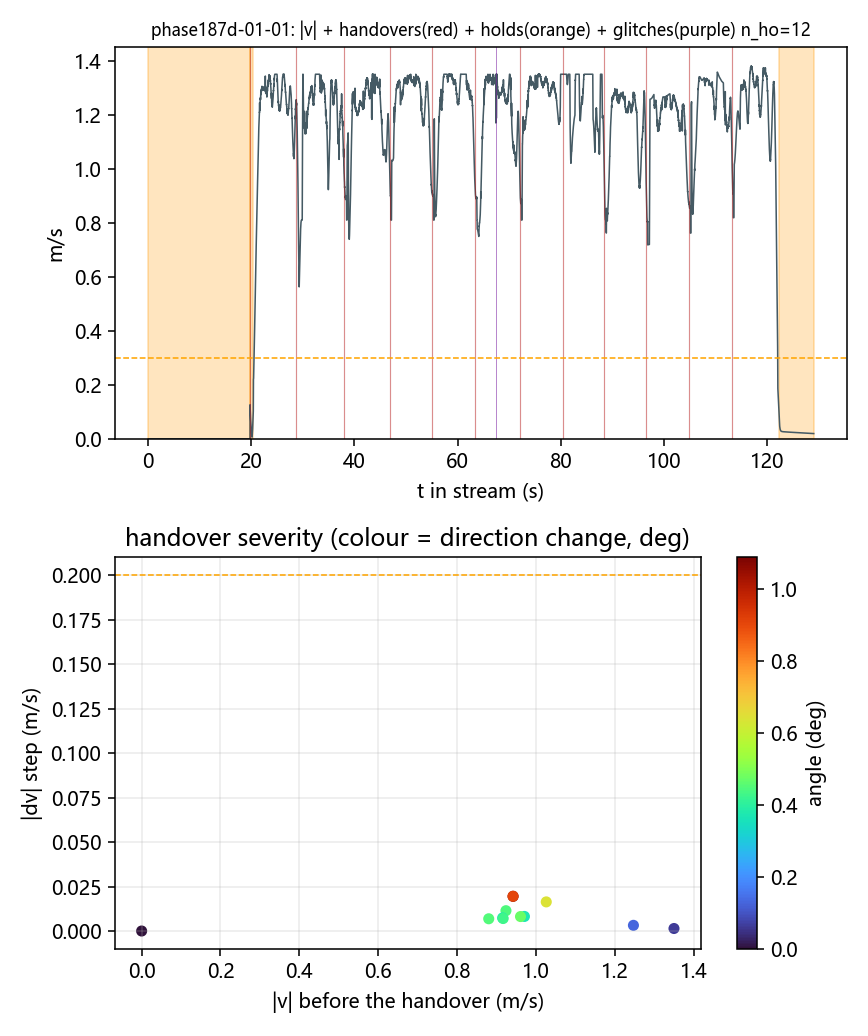 phase187d-01-01: |v| + handovers(red) + holds(orange) + glitches(purple) n_ho=12
1.4
1.2
1.0
0.8
0.6
0.4
0.2
0.0
m/s
0 20 40 60 80 100 120
t in stream (s)
handover severity (colour = direction change, deg)
0.200
0.175
0.150
0.125
0.100
0.075
0.050
0.025
0.000
|dv| step (m/s)
0.0 0.2 0.4 0.6 0.8 1.0 1.2 1.4
|v| before the handover (m/s)
1.0
0.8
0.6
0.4
0.2
0.0
angle (deg)